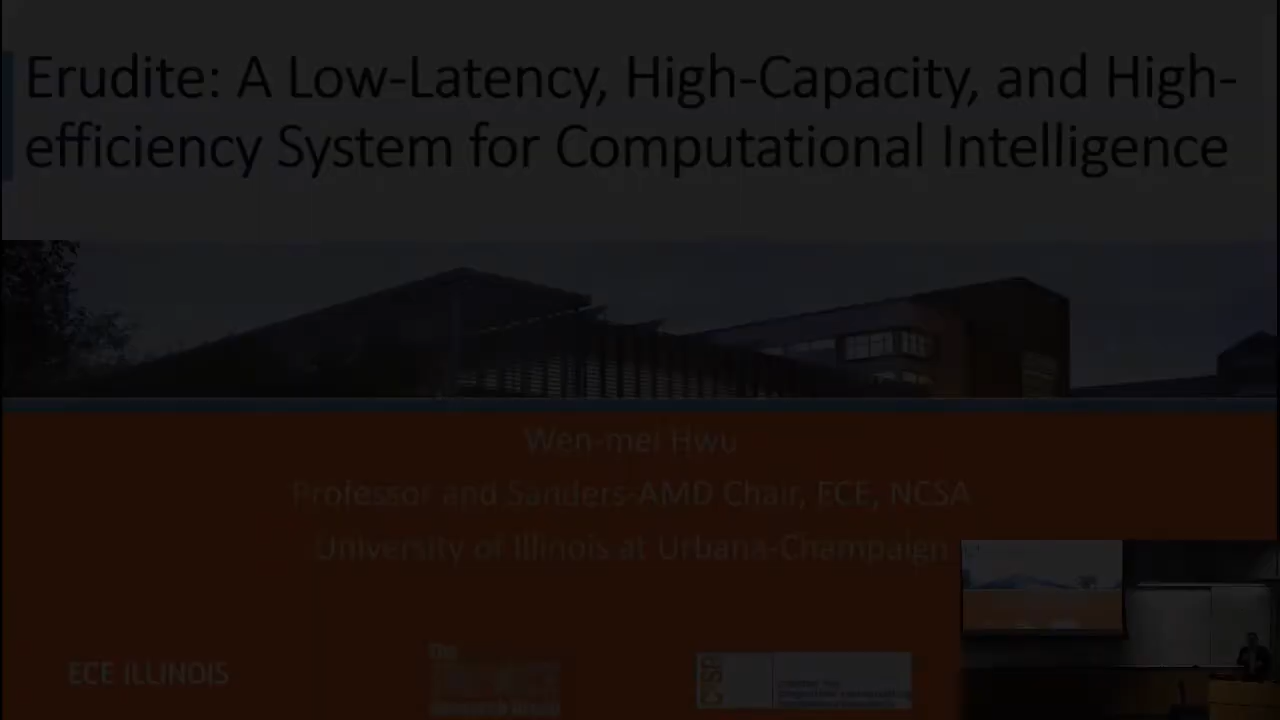 Erudite: A Low-Latency, High-Capacity, and High-
efficiency System for Computational Intelligence
Wen-mei Hwu
Professor and Sanders-AMD Chair, ECE, NCSA
University of Illinois at Urbana-Champaign
ECE ILLINOIS
The